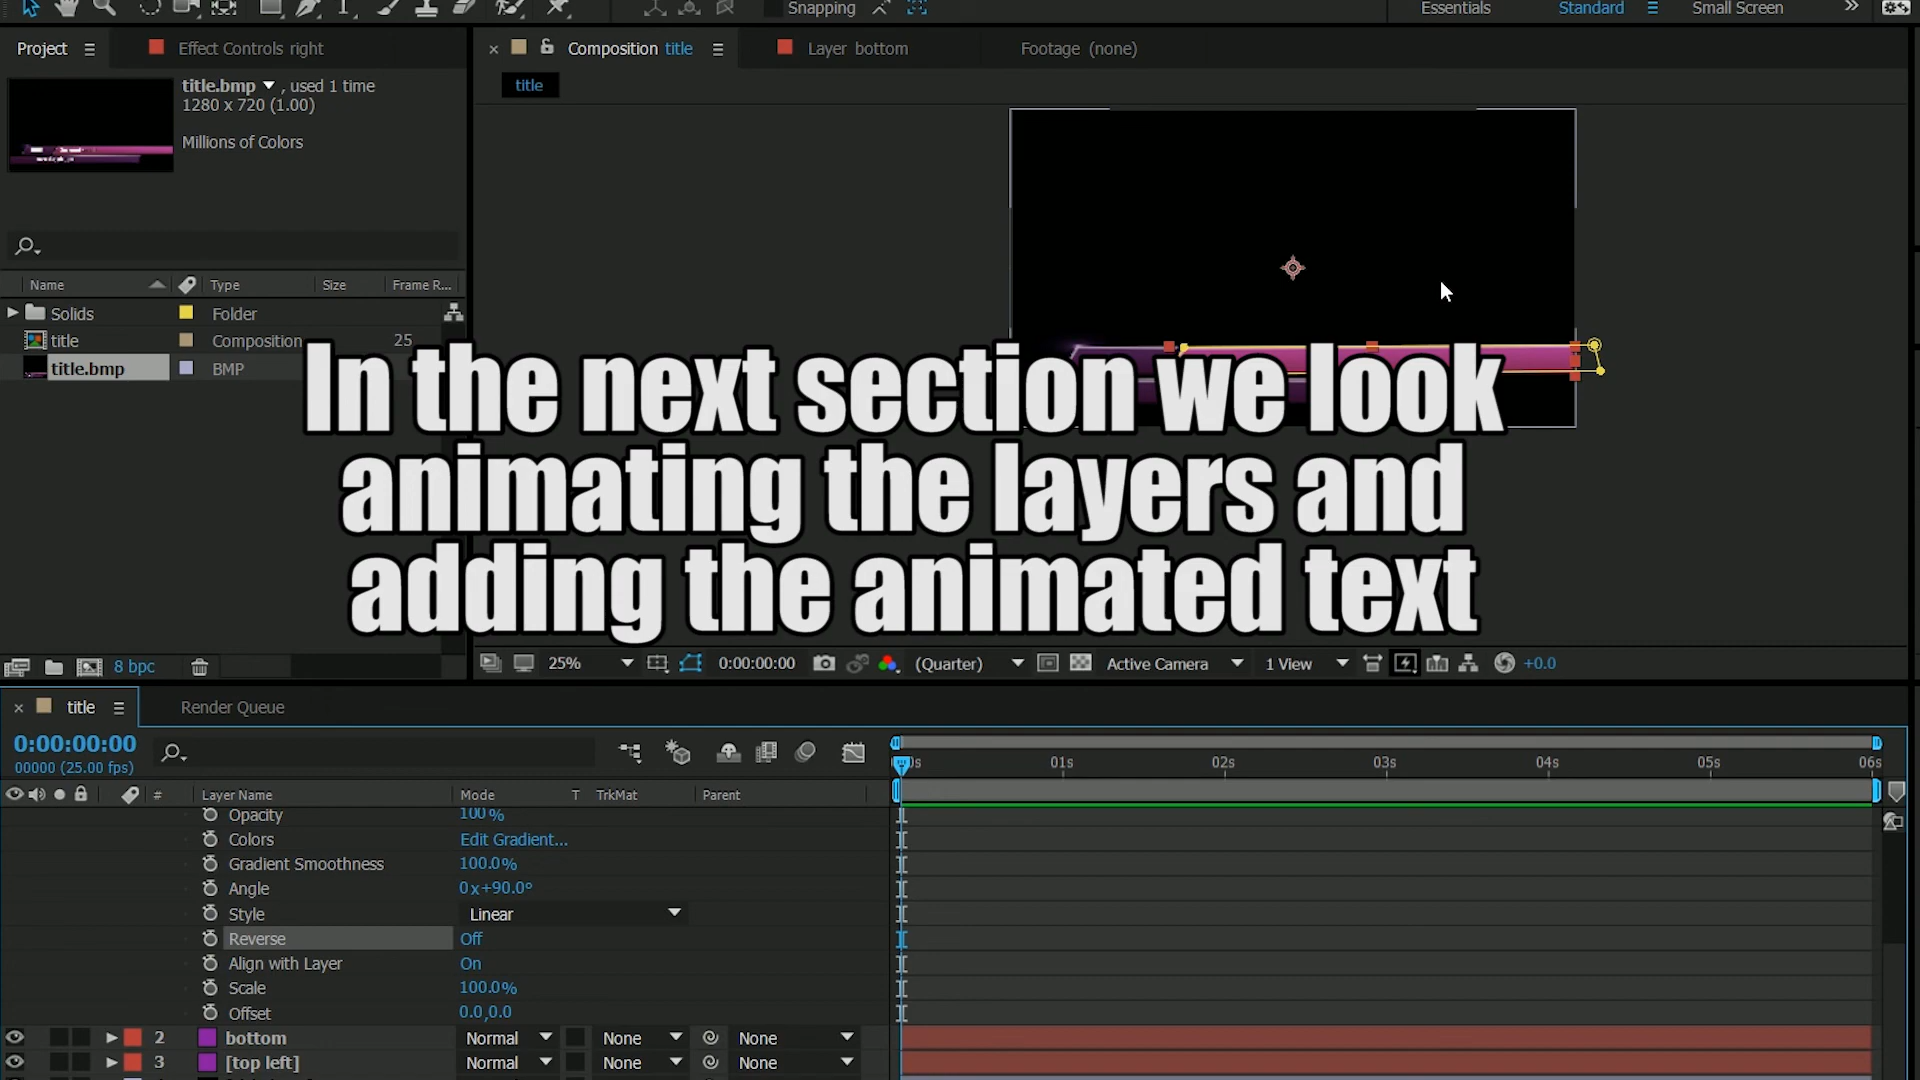 Snapping
Essentials
Standard
Small Screen
Project
Effect Controls right
Composition title
Layer bottom
Footage (none)
title
title.bmp , used 1 time
1280 x 720 (1.00)
Millions of Colors
Name
Type
Size
Frame R...
Solids
Folder
title
Composition
25
title.bmp
BMP
In the next section we look
animating the layers and
adding the animated text
8 bpc
25%
0:00:00:00
(Quarter)
Active Camera
1 View
+0.0
title
Render Queue
0:00:00:00
00000 (25.00 fps)
01s
02s
03s
04s
05s
06s
#
Layer Name
Mode
T
TrkMat
Parent
Opacity
100%
Colors
Edit Gradient...
Gradient Smoothness
100.0%
Angle
0x+90.0°
Style
Linear
Reverse
Off
Align with Layer
On
Scale
100.0%
Offset
0.0,0.0
2
bottom
Normal
None
None
3
[top left]
Normal
None
None